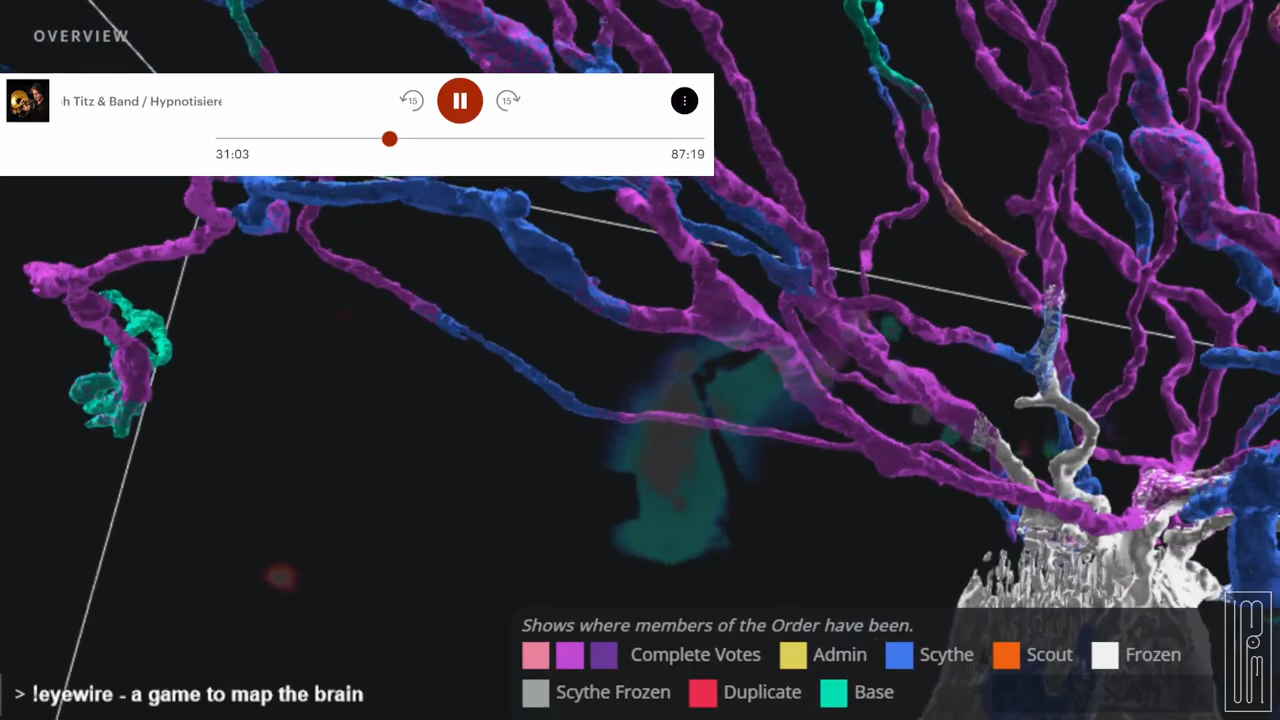 OVERVIEW
h Titz & Band / Hypnotisiere
15
15
31:03
87:19
Shows where members of the Order have been.
Complete Votes
Admin
Scythe
Scout
Frozen
Scythe Frozen
Duplicate
Base
> !eyewire - a game to map the brain